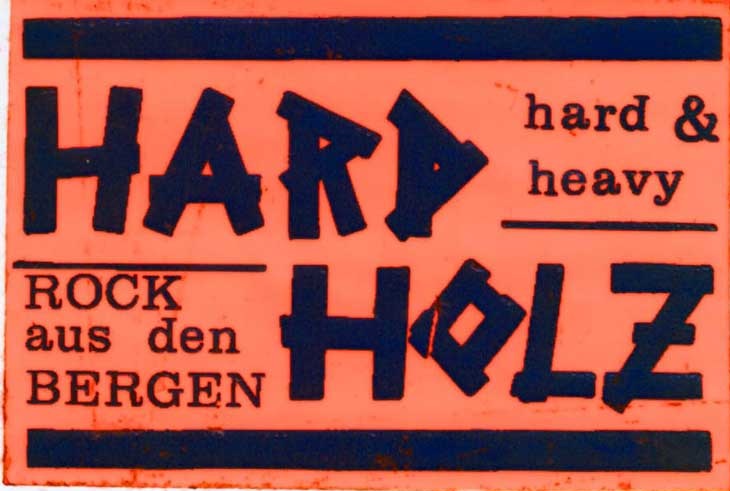 HARD
hard &
heavy
ROCK
aus den
BERGEN
HOLZ